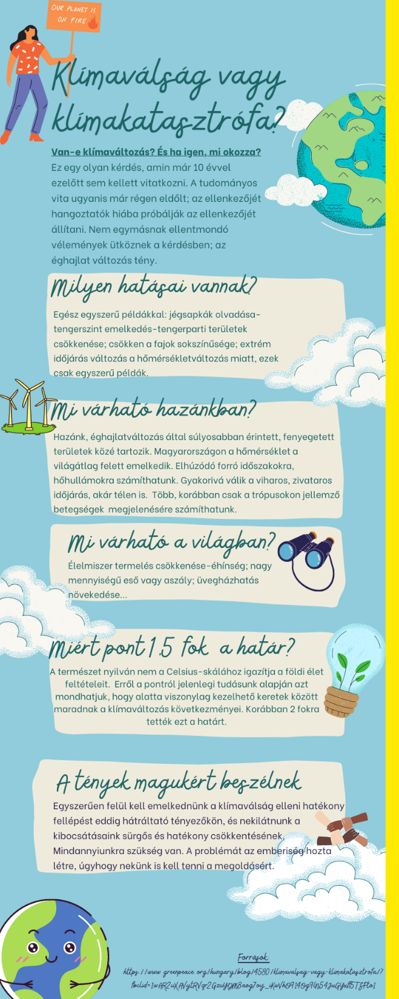 OUR PLANET IS
ON FIRE
Klímaválság vagy
klímakatasztrófa?
Van-e klímaváltozás? És ha igen, mi okozza?
Ez egy olyan kérdés, amin már 10 évvel
ezelőtt sem kellett vitatkozni. A tudományos
vita ugyanis már régen eldőlt; az ellenkezőjét
hangoztatók hiába próbálják az ellenkezőjét
állítani. Nem egymásnak ellentmondó
vélemények ütköznek a kérdésben; az
éghajlat változás tény.
Milyen hatásai vannak?
Egész egyszerű példákkal: jégsapkák olvadása-
tengerszint emelkedés-tengerparti területek
csökkenése; csökken a fajok sokszínűsége; extrém
időjárás változás a hőmérsékletváltozás miatt, ezek
csak egyszerű példák.
Mi várható hazánkban?
Hazánk, éghajlatváltozás által súlyosabban érintett, fenyegetett
területek közé tartozik. Magyarországon a hőmérséklet a
világátlag felett emelkedik. Elhúzódó forró időszakokra,
hőhullámokra számíthatunk. Gyakorivá válik a viharos, zivataros
időjárás, akár télen is. Több, korábban csak a trópusokon jellemző
betegségek megjelenésére számíthatunk.
Mi várható a világban?
Élelmiszer termelés csökkenése-éhínség; nagy
mennyiségű eső vagy aszály; üvegházhatás
növekedése...
Miért pont 1,5 fok a határ?
A természet nyilván nem a Celsius-skálához igazítja a földi élet
feltételeit. Erről a pontról jelenlegi tudásunk alapján azt
mondhatjuk, hogy alatta viszonylag kezelhető keretek között
maradnak a klímaváltozás következményei. Korábban 2 fokra
tették ezt a határt.
A tények magukért beszélnek
Egyszerűen felül kell emelkednünk a klímaválság elleni hatékony
fellépést eddig hátráltató tényezőkön, és nekilátnunk a
kibocsátásaink sürgős és hatékony csökkentésének.
Mindannyiunkra szükség van. A problémát az emberiség hozta
létre, úgyhogy nekünk is kell tenni a megoldásért.
Források:
https://www.greenpeace.org/hungary/blog/4580/klimavalsag-vagy-klimakatasztrofa/?